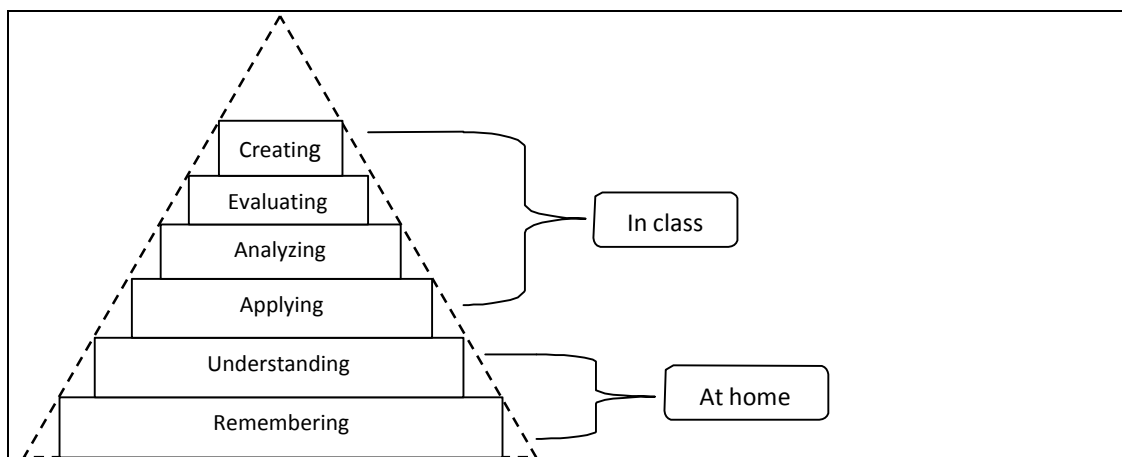 Creating
Evaluating
Analyzing
Applying
Understanding
Remembering
In class
At home